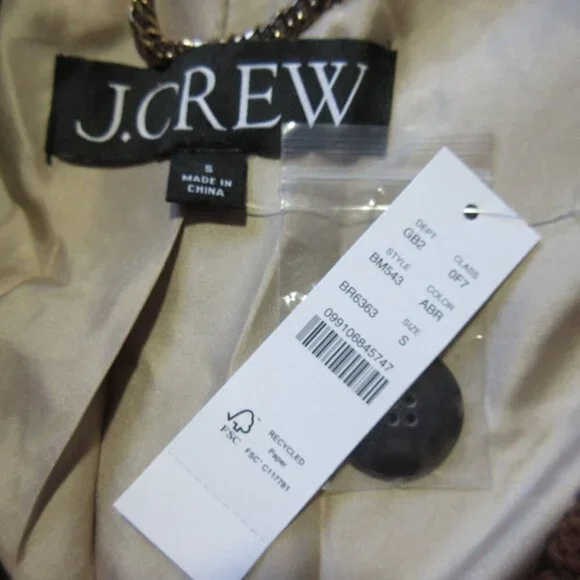 J.CREW
S
MADE IN
CHINA
DEPT CLASS
GB2 0F7
STYLE COLOR
BM543 ABR
SIZE
BR6363 S
099106845747
FSC
RECYCLED
Paper
FSC® C117781